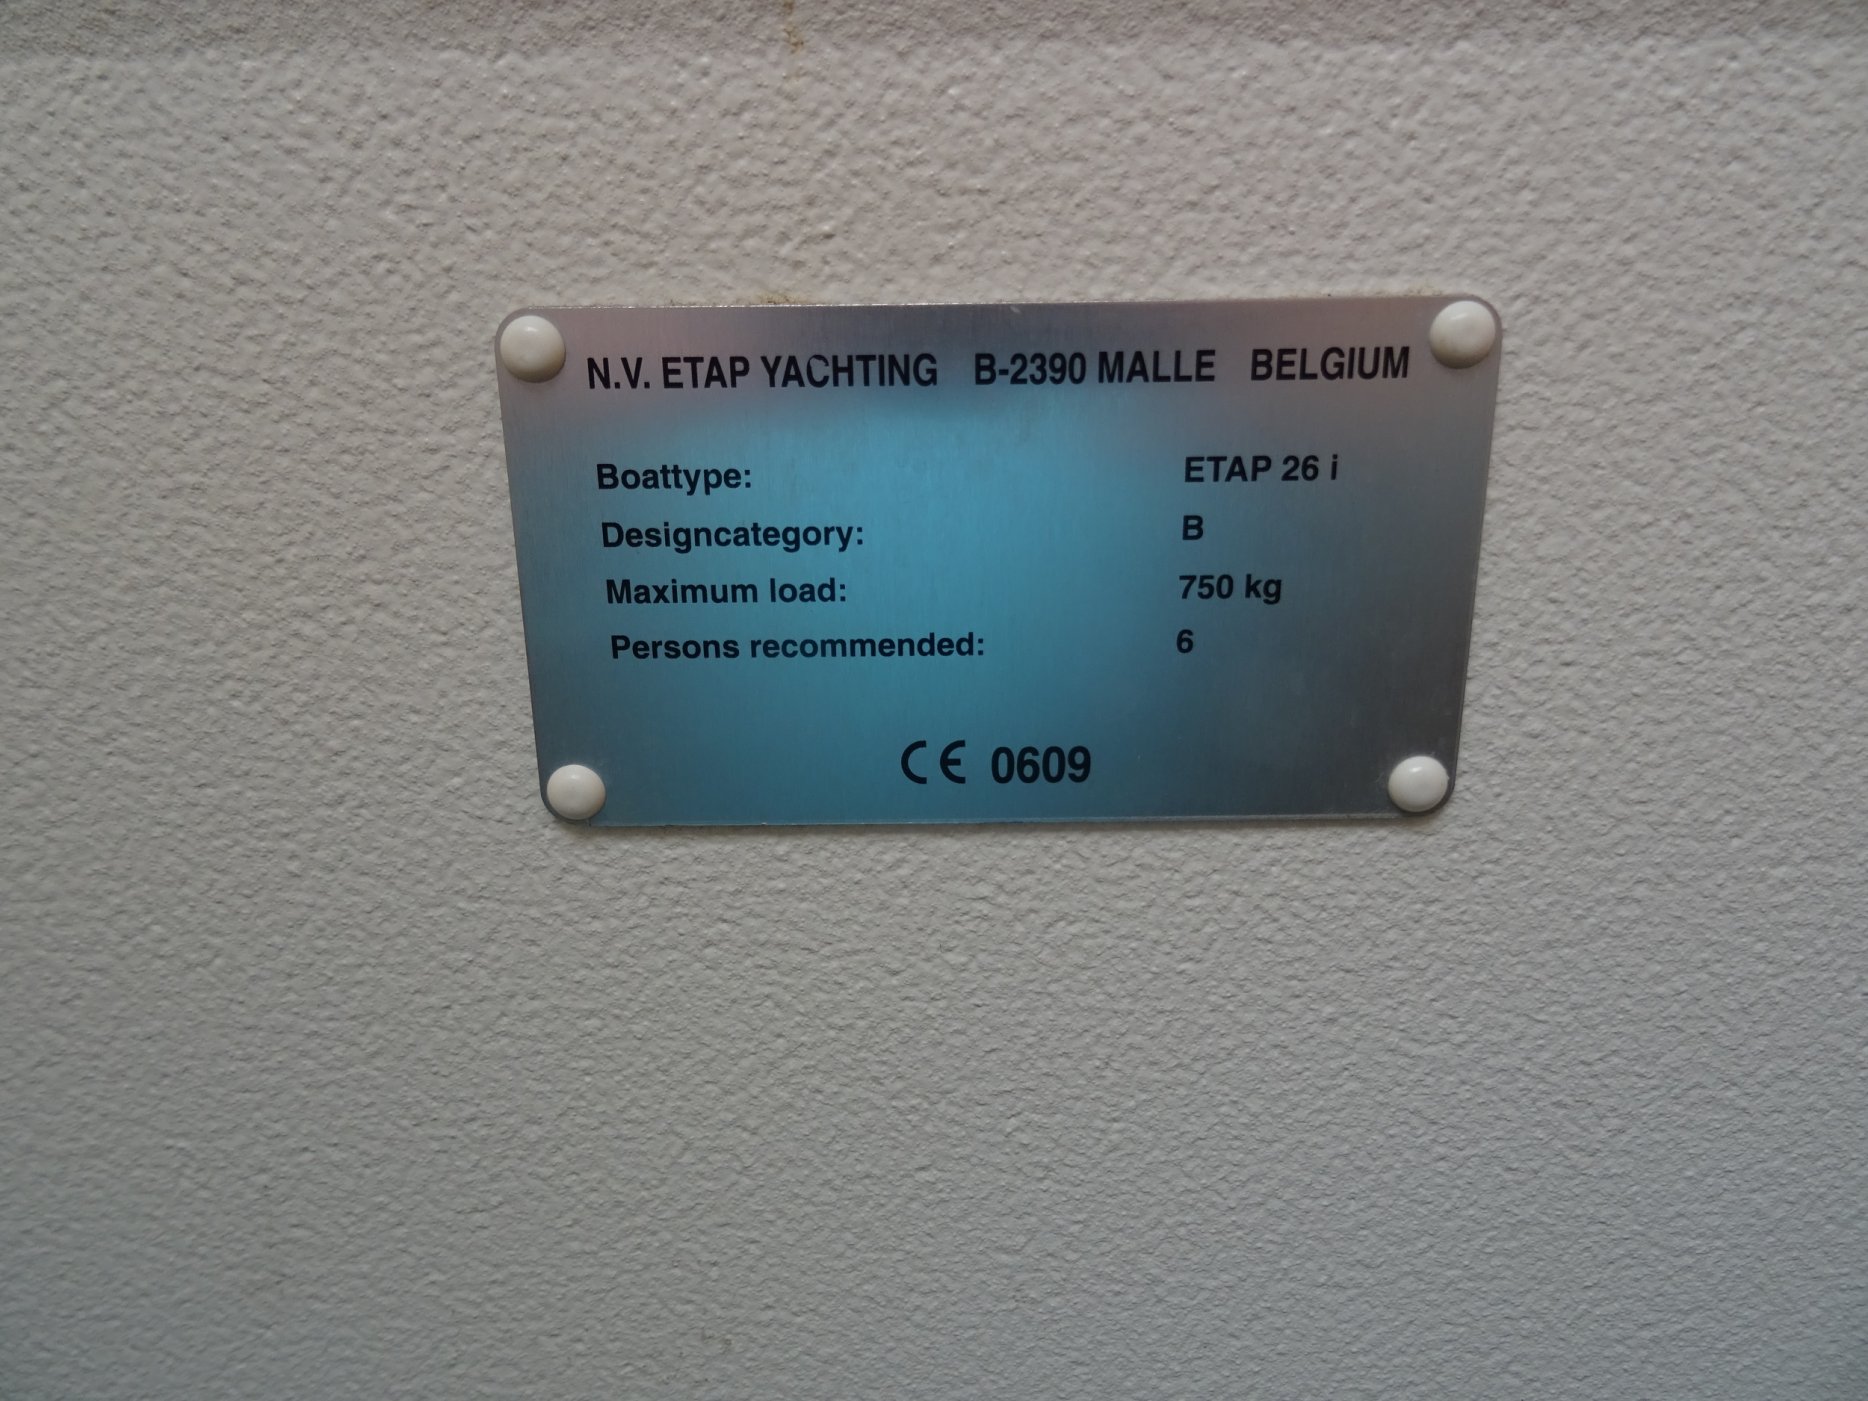 N.V. ETAP YACHTING B-2390 MALLE BELGIUM
Boattype: ETAP 26 i
Designcategory: B
Maximum load: 750 kg
Persons recommended: 6
CE 0609